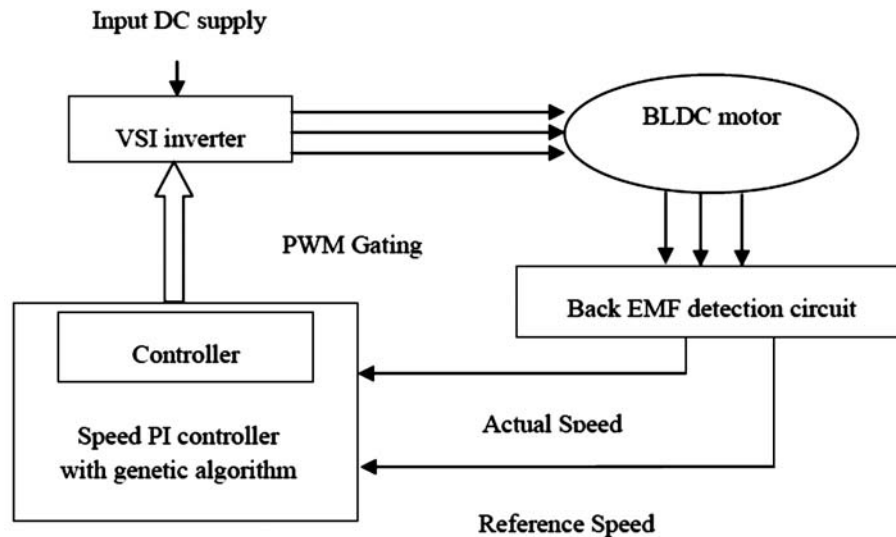 Input DC supply
VSI inverter
BLDC motor
PWM Gating
Back EMF detection circuit
Controller
Speed PI controller
with genetic algorithm
Actual Speed
Reference Speed